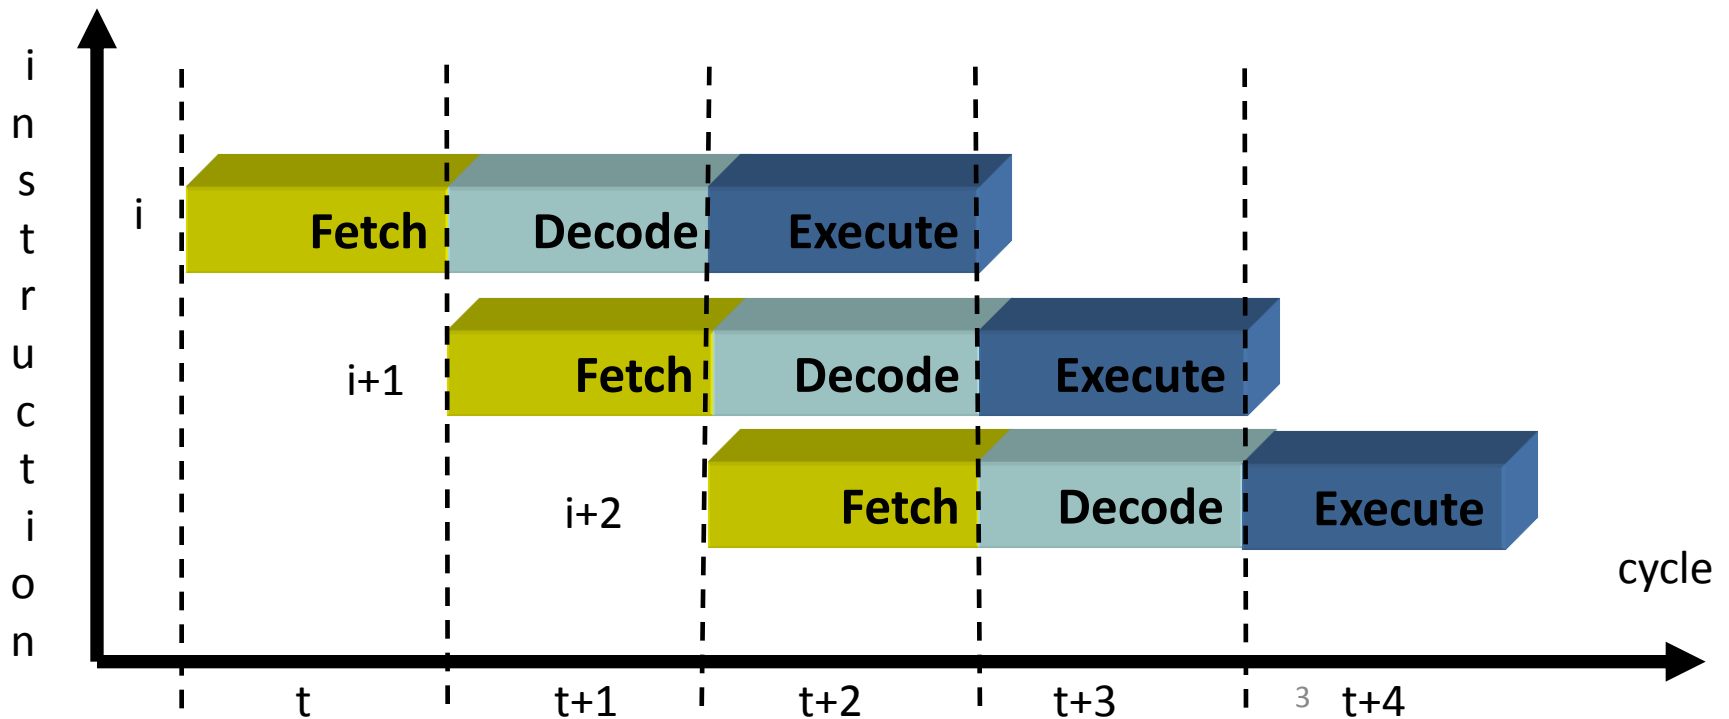 instruction
i
Fetch
Decode
Execute
i+1
Fetch
Decode
Execute
i+2
Fetch
Decode
Execute
cycle
t
t+1
t+2
t+3
3
t+4